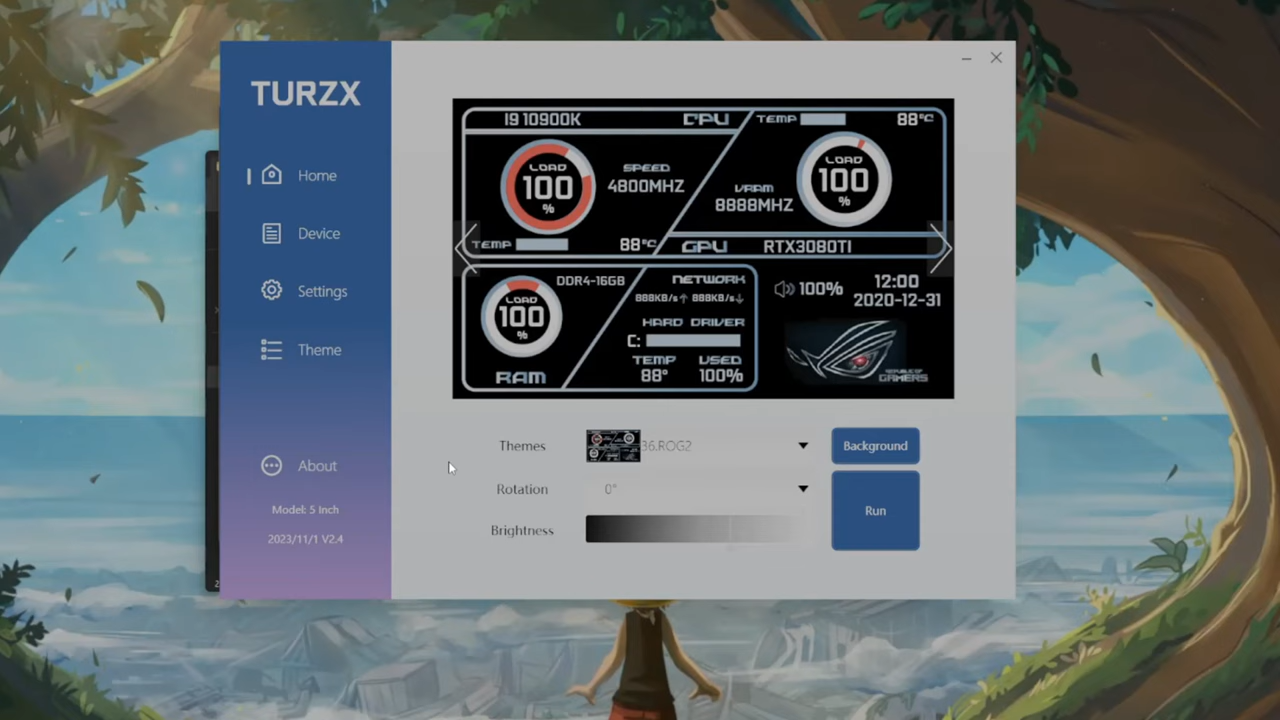 TURZX
Home
Device
Settings
Theme
About
Model: 5 Inch
2023/11/1 V2.4
I9 10900K
CPU
TEMP
88°C
LOAD
100
%
SPEED
4800MHZ
LOAD
100
%
VRAM
8888MHZ
TEMP
88°C
GPU
RTX3080TI
LOAD
100
%
DDR4-16GB
RAM
NETWORK
888KB/s 888KB/s
HARD DRIVER
C:
TEMP
USED
88°
100%
100%
12:00
2020-12-31
REPUBLIC OF
GAMERS
Themes
36.ROG2
Background
Rotation
0°
Run
Brightness